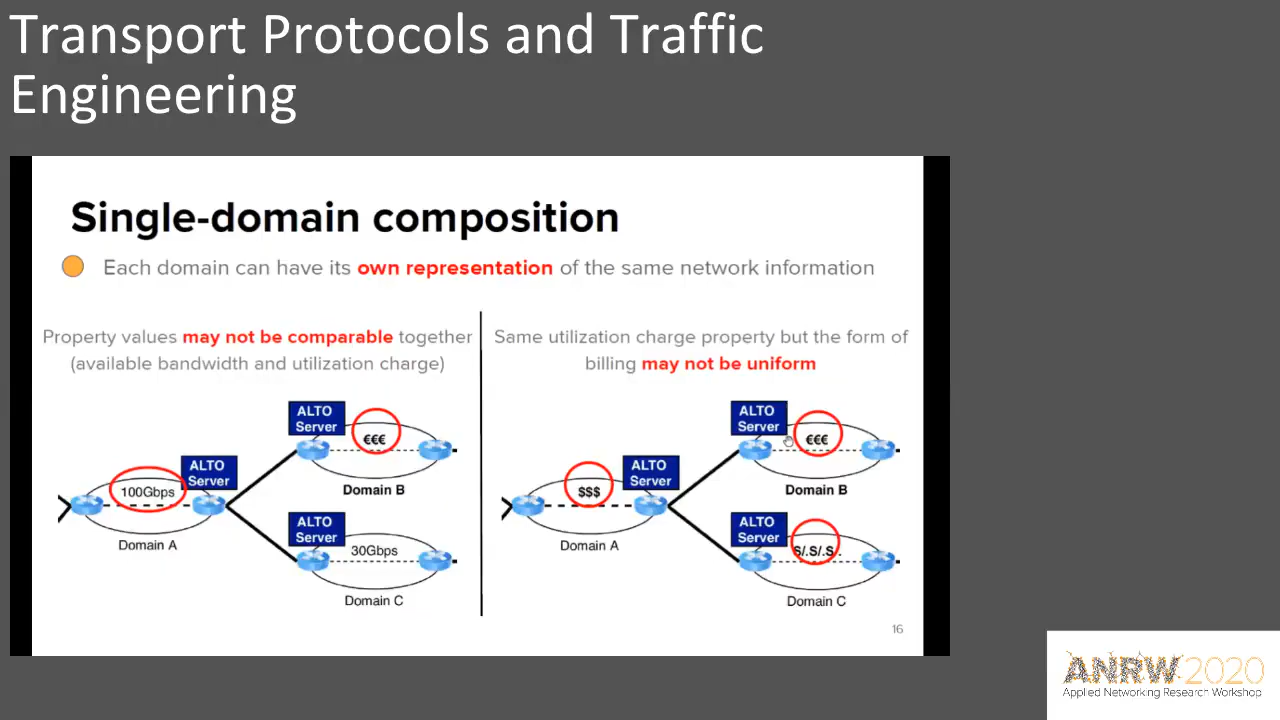 Transport Protocols and Traffic
Engineering
Single-domain composition
Each domain can have its own representation of the same network information
Property values may not be comparable together
(available bandwidth and utilization charge)
ALTO
Server
€€€
Domain B
ALTO
Server
100Gbps
Domain A
ALTO
Server
30Gbps
Domain C
Same utilization charge property but the form of
billing may not be uniform
ALTO
Server
€€€
Domain B
ALTO
Server
$$$
Domain A
ALTO
Server
S/.S/.S/.
Domain C
16
ANRW2020
Applied Networking Research Workshop